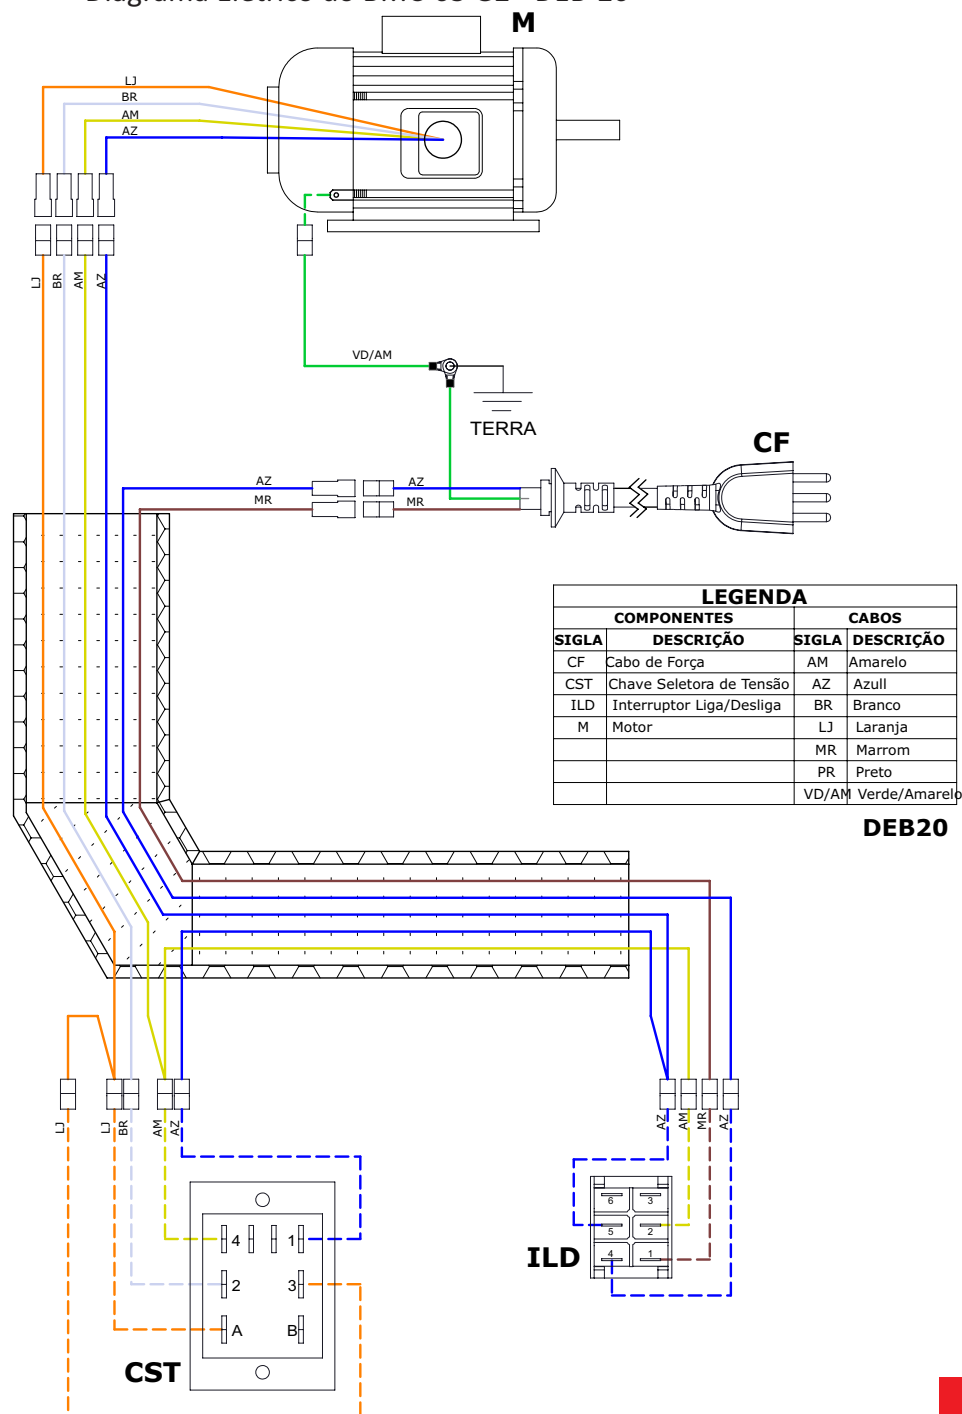 M
LJ
BR
AM
AZ
LJ
BR
AM
AZ
VD/AM
TERRA
CF
AZ
AZ
MR
MR
LEGENDA
COMPONENTES CABOS
SIGLA DESCRIÇÃO SIGLA DESCRIÇÃO
CF Cabo de Força AM Amarelo
CST Chave Seletora de Tensão AZ Azull
ILD Interruptor Liga/Desliga BR Branco
M Motor LJ Laranja
MR Marrom
PR Preto
VD/AM Verde/Amarelo
DEB20
LJ
LJ
BR
AM
AZ
AZ
AM
MR
AZ
6 3
5 2
4 1
ILD
4 1
2 3
A B
CST